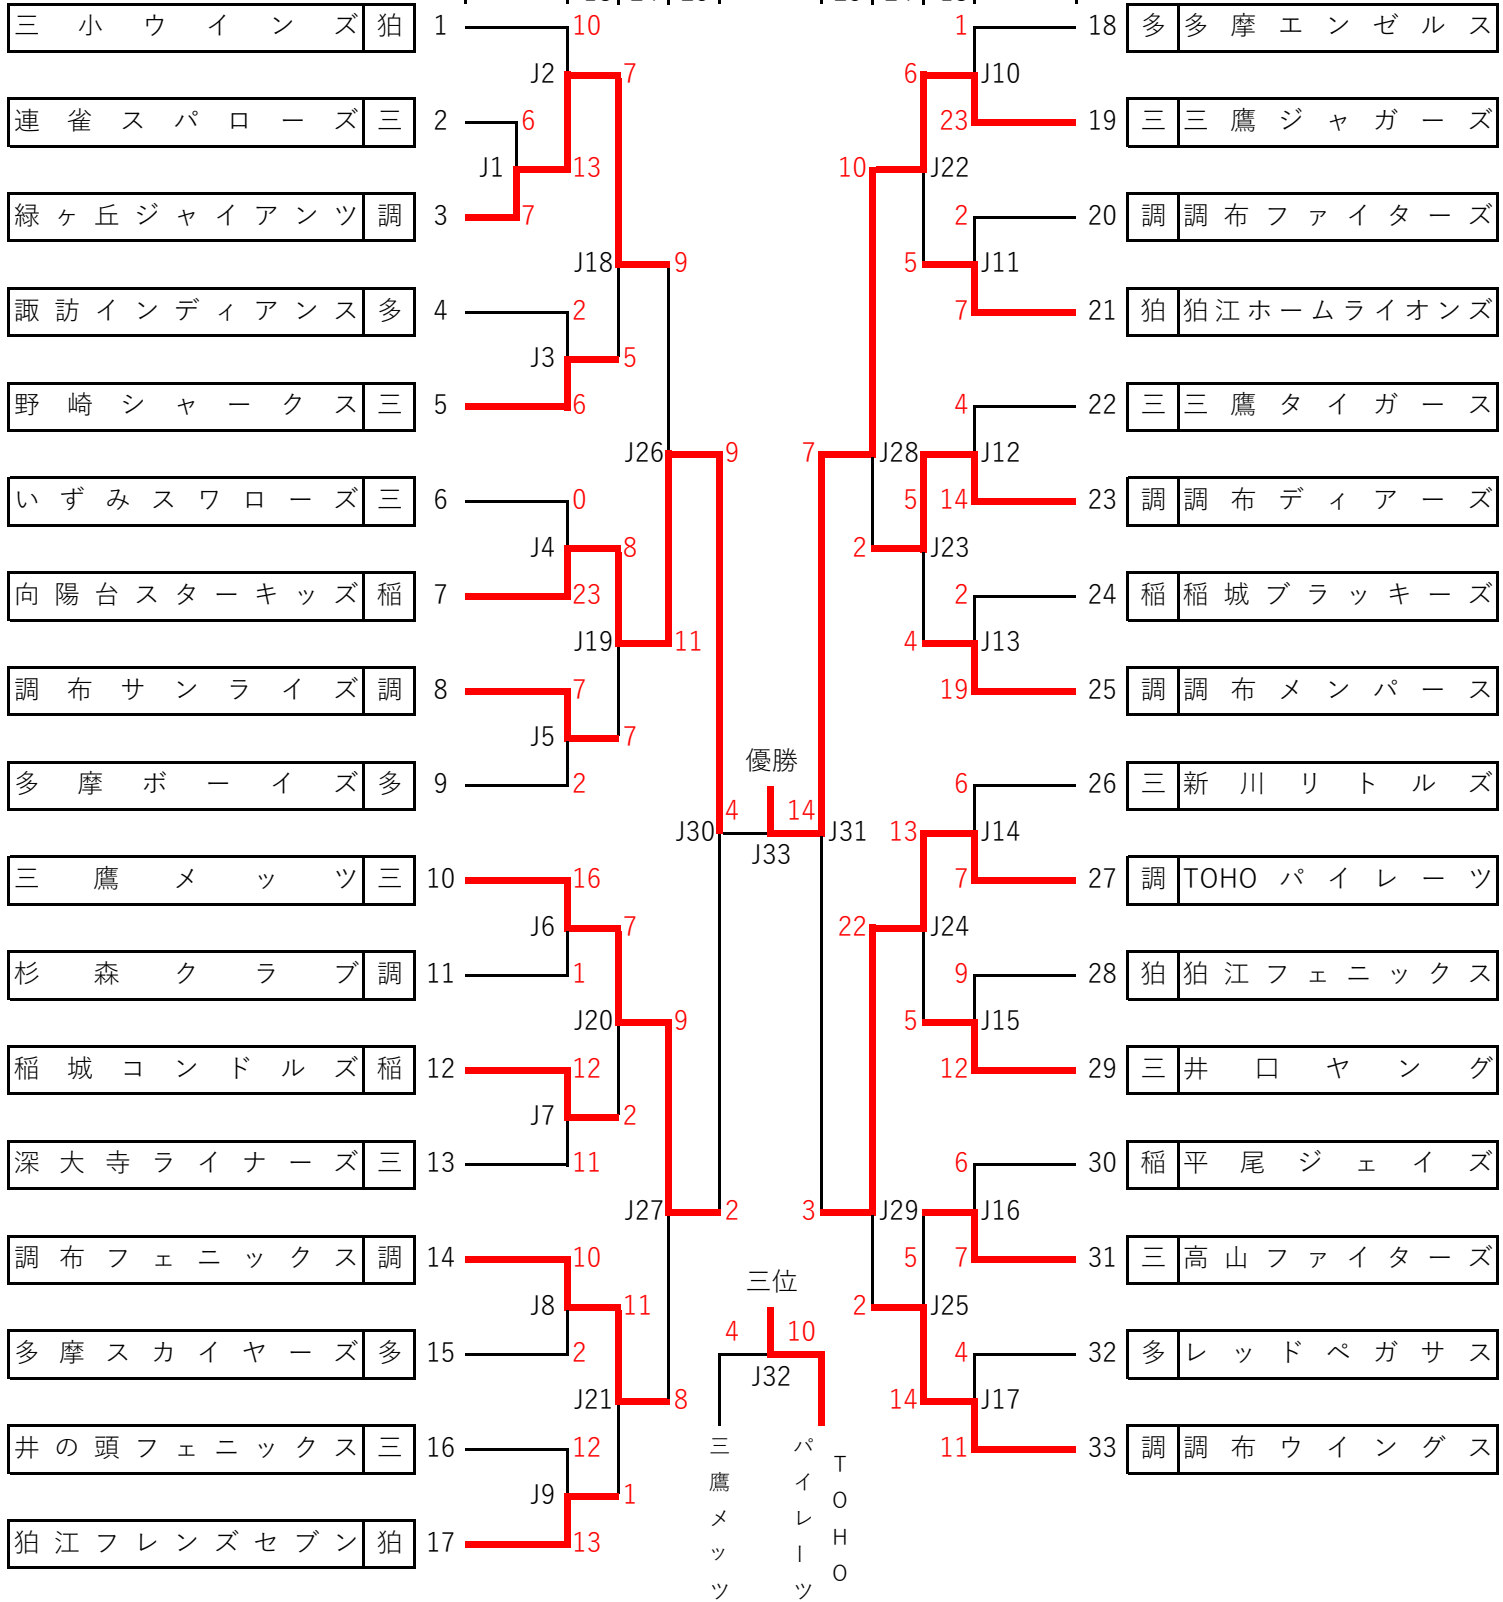 三小ウインズ 狛 1 10 1 18 多 多摩エンゼルス
J2 7 6 J10
連雀スパローズ 三 2 6 23 19 三 三鷹ジャガーズ
J1 13 10 J22
緑ヶ丘ジャイアンツ 調 3 7 2 20 調 調布ファイターズ
J18 9 5 J11
諏訪インディアンス 多 4 2 7 21 狛 狛江ホームライオンズ
J3 5
野崎シャークス 三 5 6 4 22 三 三鷹タイガース
J26 9 7 J28 J12
いずみスワローズ 三 6 0 5 14 23 調 調布ディアーズ
J4 8 2 J23
向陽台スターキッズ 稲 7 23 2 24 稲 稲城ブラッキーズ
J19 11 4 J13
調布サンライズ 調 8 7 19 25 調 調布メンパース
J5 7
優勝
多摩ボーイズ 多 9 2 6 26 三 新川リトルズ
4 14
J30 J33 J31 13 J14
三鷹メッツ 三 10 16 7 27 調 TOHOパイレーツ
J6 7 22 J24
杉森クラブ 調 11 1 9 28 狛 狛江フェニックス
J20 9 5 J15
稲城コンドルズ 稲 12 12 12 29 三 井口ヤング
J7 2
深大寺ライナーズ 三 13 11 6 30 稲 平尾ジェイズ
J27 2 3 J29 J16
調布フェニックス 調 14 10 5 7 31 三 高山ファイターズ
三位
J8 11 2 J25
4 10
多摩スカイヤーズ 多 15 2 4 32 多 レッドペガサス
J32
J21 8 14 J17
井の頭フェニックス 三 16 12 11 33 調 調布ウイングス
J9 1
狛江フレンズセブン 狛 17 13
三鷹メッツ
TOHO
パイレーツ